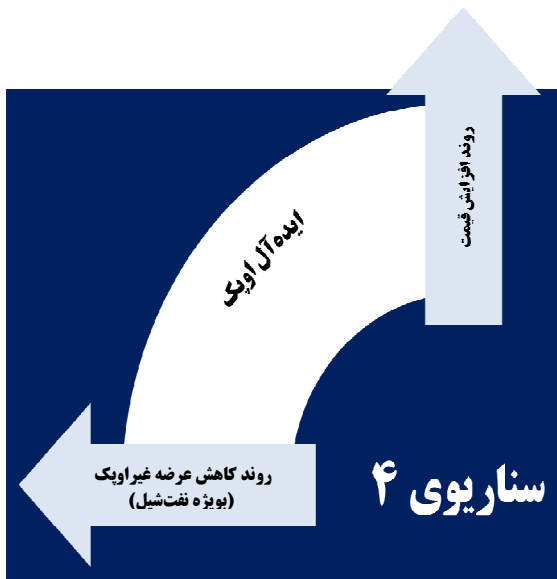 روند افزایش قیمت
ایده‌آل اوپک
روند کاهش عرضه غیراوپک
(بویژه نفت‌شیل)
سناریوی ۴